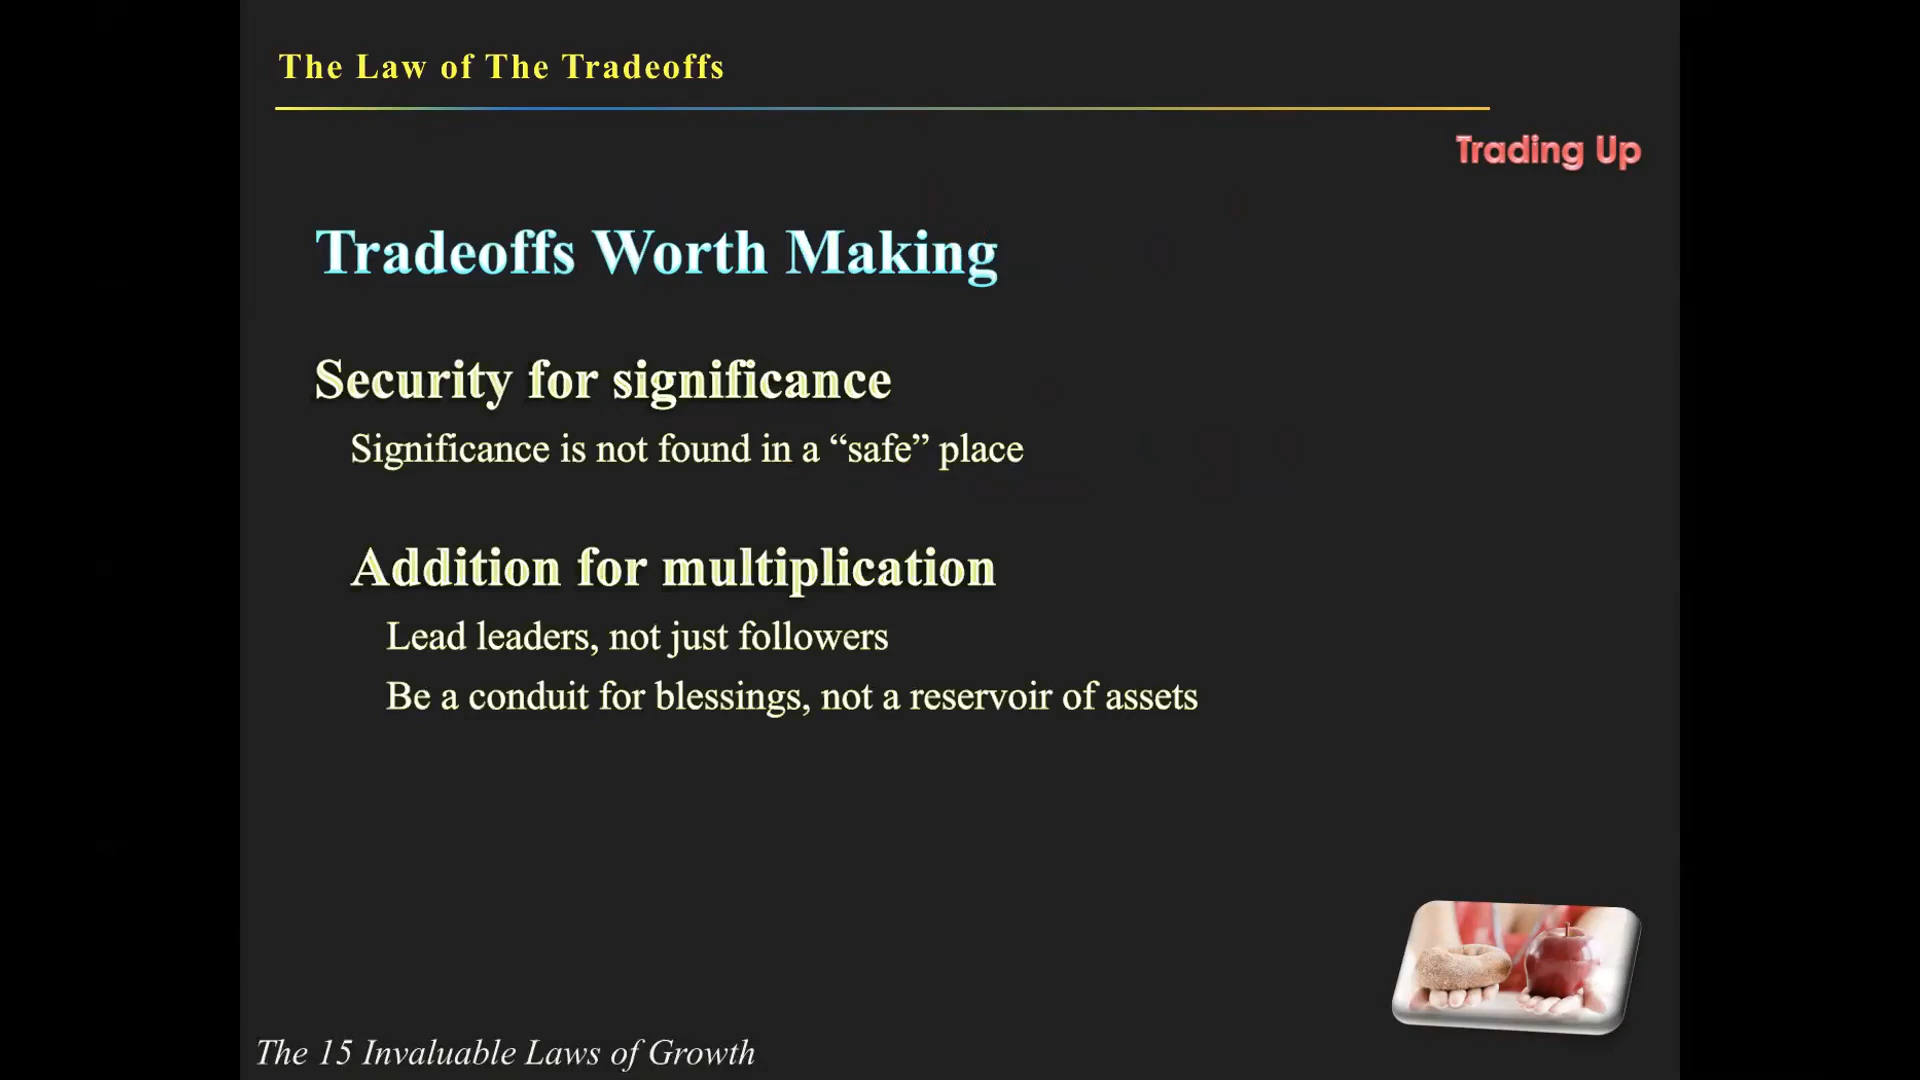 The Law of The Tradeoffs
Trading Up
Tradeoffs Worth Making
Security for significance
Significance is not found in a “safe” place
Addition for multiplication
Lead leaders, not just followers
Be a conduit for blessings, not a reservoir of assets
The 15 Invaluable Laws of Growth